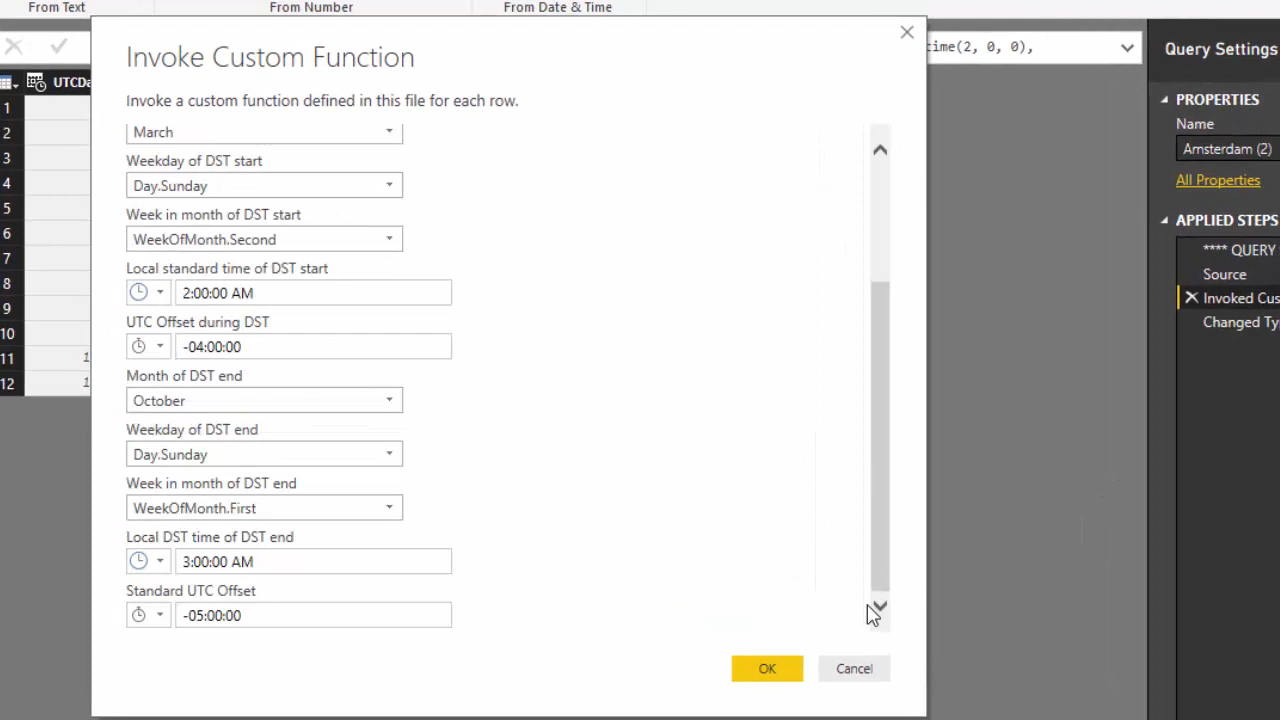 From Text
From Number
From Date & Time
Invoke Custom Function
Invoke a custom function defined in this file for each row.
March
Weekday of DST start
Day.Sunday
Week in month of DST start
WeekOfMonth.Second
Local standard time of DST start
2:00:00 AM
UTC Offset during DST
-04:00:00
Month of DST end
October
Weekday of DST end
Day.Sunday
Week in month of DST end
WeekOfMonth.First
Local DST time of DST end
3:00:00 AM
Standard UTC Offset
-05:00:00
OK
Cancel
UTCDa
1
2
3
4
5
6
7
8
9
10
11 1
12 1
time(2, 0, 0),
Query Settings
PROPERTIES
Name
Amsterdam (2)
All Properties
APPLIED STEPS
**** QUERY
Source
Invoked Cus
Changed Ty